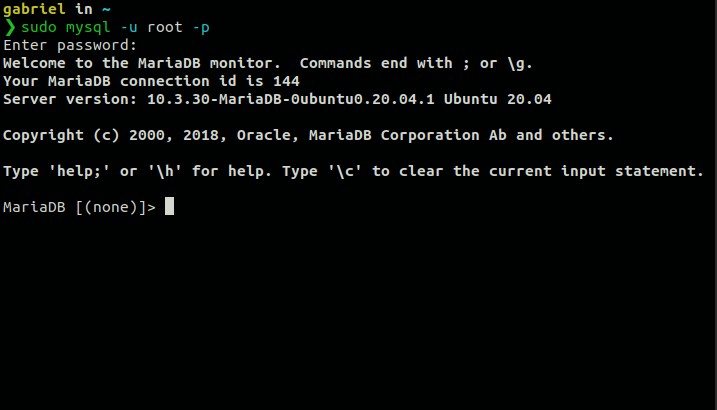 gabriel in ~
❯ sudo mysql -u root -p
Enter password:
Welcome to the MariaDB monitor.  Commands end with ; or \g.
Your MariaDB connection id is 144
Server version: 10.3.30-MariaDB-0ubuntu0.20.04.1 Ubuntu 20.04
Copyright (c) 2000, 2018, Oracle, MariaDB Corporation Ab and others.
Type 'help;' or '\h' for help. Type '\c' to clear the current input statement.
MariaDB [(none)]>